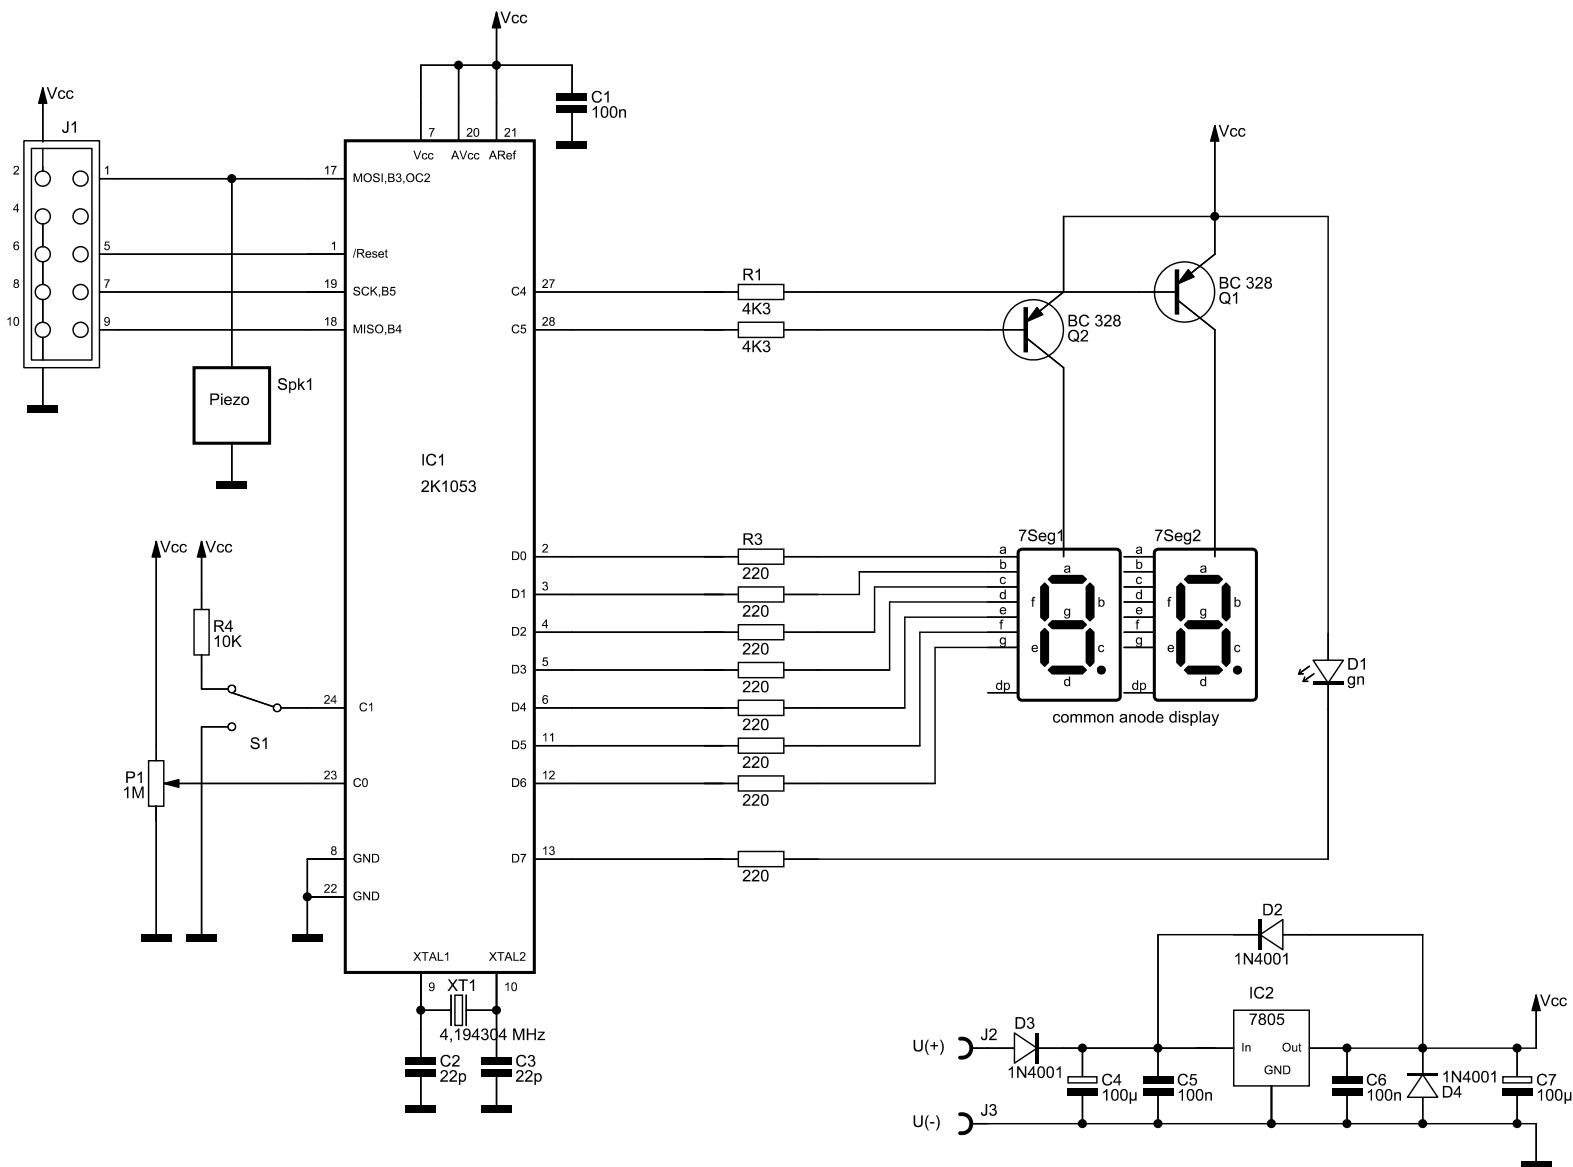 Vcc
Vcc
J1
2 1
4
6 5
8 7
10 9
C1
100n
7 20 21
Vcc AVcc ARef
17 MOSI,B3,OC2
1 /Reset
19 SCK,B5
18 MISO,B4
Piezo
Spk1
IC1
2K1053
C4 27
C5 28
R1
4K3
4K3
Vcc
BC 328
Q1
BC 328
Q2
Vcc Vcc
R4
10K
S1
24 C1
P1
1M
23 C0
8 GND
22 GND
D0 2
D1 3
D2 4
D3 5
D4 6
D5 11
D6 12
D7 13
R3
220
220
220
220
220
220
220
220
7Seg1 7Seg2
a a
b b
c c
d d
e e
f f
g g
dp dp
a
f b
g
e c
d
a
f b
g
e c
d
common anode display
D1
gn
XTAL1 XTAL2
9 XT1 10
4,194304 MHz
C2
22p
C3
22p
D2
1N4001
IC2
7805
In Out
GND
Vcc
U(+) J2
D3
1N4001
C4
100µ
C5
100n
C6
100n
1N4001
D4
C7
100µ
U(-) J3